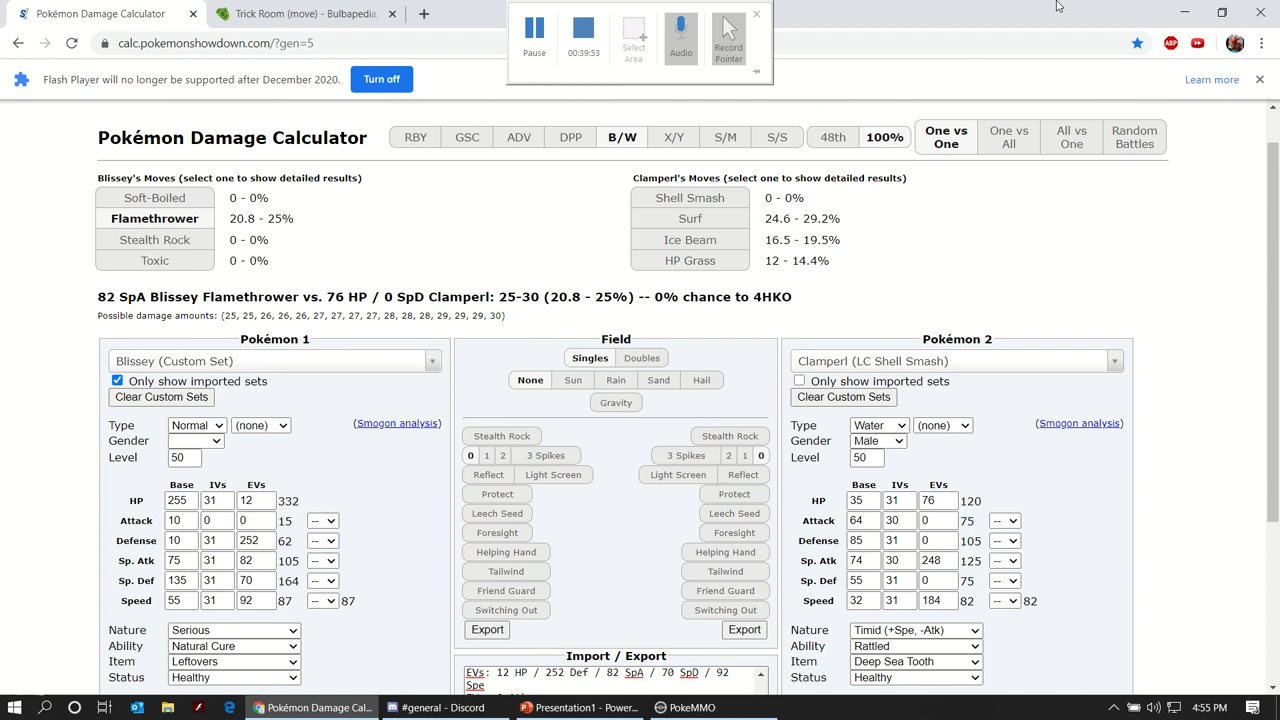 Pokémon Damage Calculator
Trick Room (move) - Bulbapedia,
calc.pokemonshowdown.com/?gen=5
Pause
00:39:53
Select Area
Audio
Record Pointer
ABP
Flash Player will no longer be supported after December 2020.
Turn off
Learn more
Pokémon Damage Calculator
RBY GSC ADV DPP B/W X/Y S/M S/S
48th 100%
One vs One
One vs All
All vs One
Random Battles
Blissey's Moves (select one to show detailed results)
Soft-Boiled 0 - 0%
Flamethrower 20.8 - 25%
Stealth Rock 0 - 0%
Toxic 0 - 0%
Clamperl's Moves (select one to show detailed results)
Shell Smash 0 - 0%
Surf 24.6 - 29.2%
Ice Beam 16.5 - 19.5%
HP Grass 12 - 14.4%
82 SpA Blissey Flamethrower vs. 76 HP / 0 SpD Clamperl: 25-30 (20.8 - 25%) -- 0% chance to 4HKO
Possible damage amounts: (25, 25, 26, 26, 26, 27, 27, 27, 27, 28, 28, 28, 29, 29, 29, 30)
Pokémon 1
Blissey (Custom Set)
Only show imported sets
Clear Custom Sets
Type Normal (none) (Smogon analysis)
Gender
Level 50
Base IVs EVs
HP 255 31 12 332
Attack 10 0 0 15 --
Defense 10 31 252 62 --
Sp. Atk 75 31 82 105 --
Sp. Def 135 31 70 164 --
Speed 55 31 92 87 -- 87
Nature Serious
Ability Natural Cure
Item Leftovers
Status Healthy
Field
Singles Doubles
None Sun Rain Sand Hail
Gravity
Stealth Rock Stealth Rock
0 1 2 3 Spikes 3 Spikes 2 1 0
Reflect Light Screen Light Screen Reflect
Protect Protect
Leech Seed Leech Seed
Foresight Foresight
Helping Hand Helping Hand
Tailwind Tailwind
Friend Guard Friend Guard
Switching Out Switching Out
Export Export
Import / Export
EVs: 12 HP / 252 Def / 82 SpA / 70 SpD / 92
Spe
Pokémon 2
Clamperl (LC Shell Smash)
Only show imported sets
Clear Custom Sets
Type Water (none) (Smogon analysis)
Gender Male
Level 50
Base IVs EVs
HP 35 31 76 120
Attack 64 30 0 75 --
Defense 85 31 0 105 --
Sp. Atk 74 30 248 125 --
Sp. Def 55 31 0 75 --
Speed 32 31 184 82 -- 82
Nature Timid (+Spe, -Atk)
Ability Rattled
Item Deep Sea Tooth
Status Healthy
Pokémon Damage Cal...
#general - Discord
Presentation1 - Powe...
PokeMMO
4:55 PM